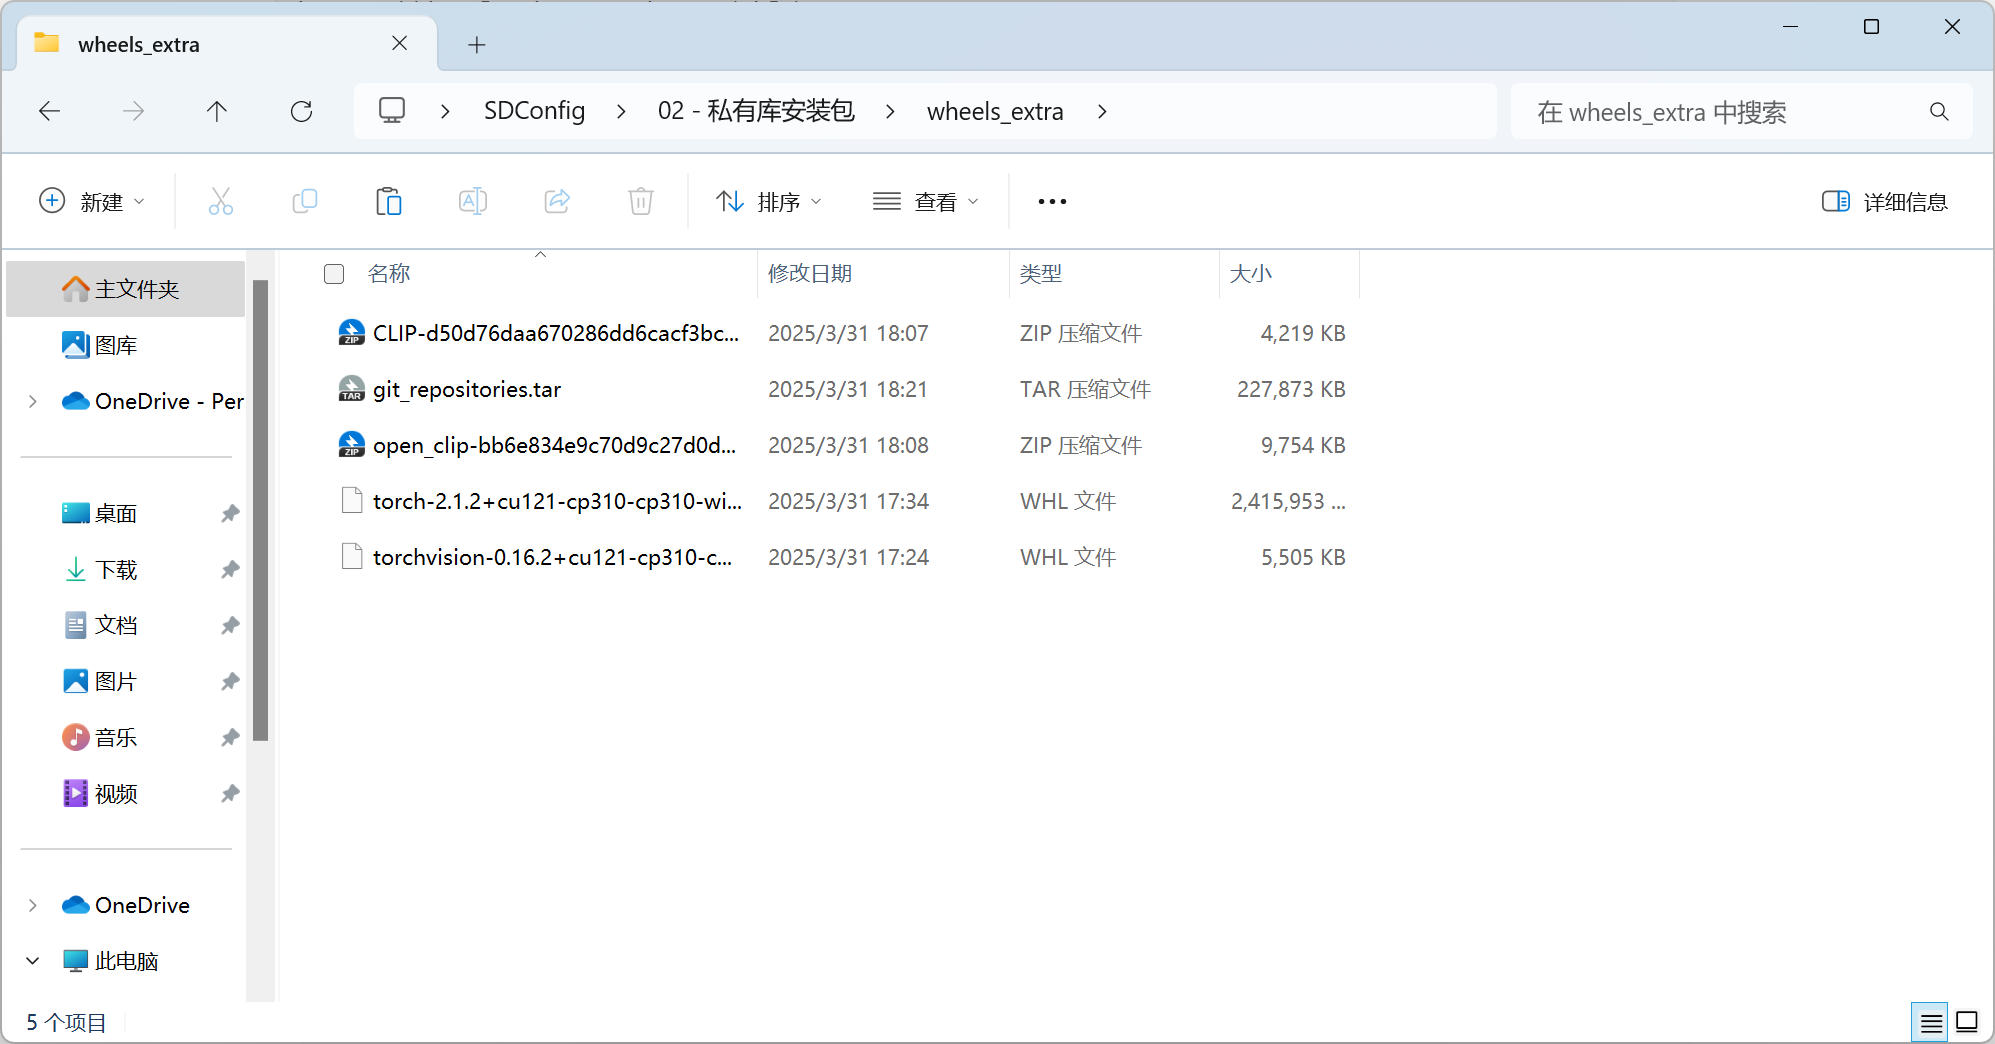 wheels_extra
SDConfig
02 - 私有库安装包
wheels_extra
在 wheels_extra 中搜索
新建
排序
查看
详细信息
主文件夹
图库
OneDrive - Per
桌面
下载
文档
图片
音乐
视频
OneDrive
此电脑
名称 修改日期 类型 大小
CLIP-d50d76daa670286dd6cacf3bc... 2025/3/31 18:07 ZIP 压缩文件 4,219 KB
git_repositories.tar 2025/3/31 18:21 TAR 压缩文件 227,873 KB
open_clip-bb6e834e9c70d9c27d0d... 2025/3/31 18:08 ZIP 压缩文件 9,754 KB
torch-2.1.2+cu121-cp310-cp310-wi... 2025/3/31 17:34 WHL 文件 2,415,953 ...
torchvision-0.16.2+cu121-cp310-c... 2025/3/31 17:24 WHL 文件 5,505 KB
5 个项目